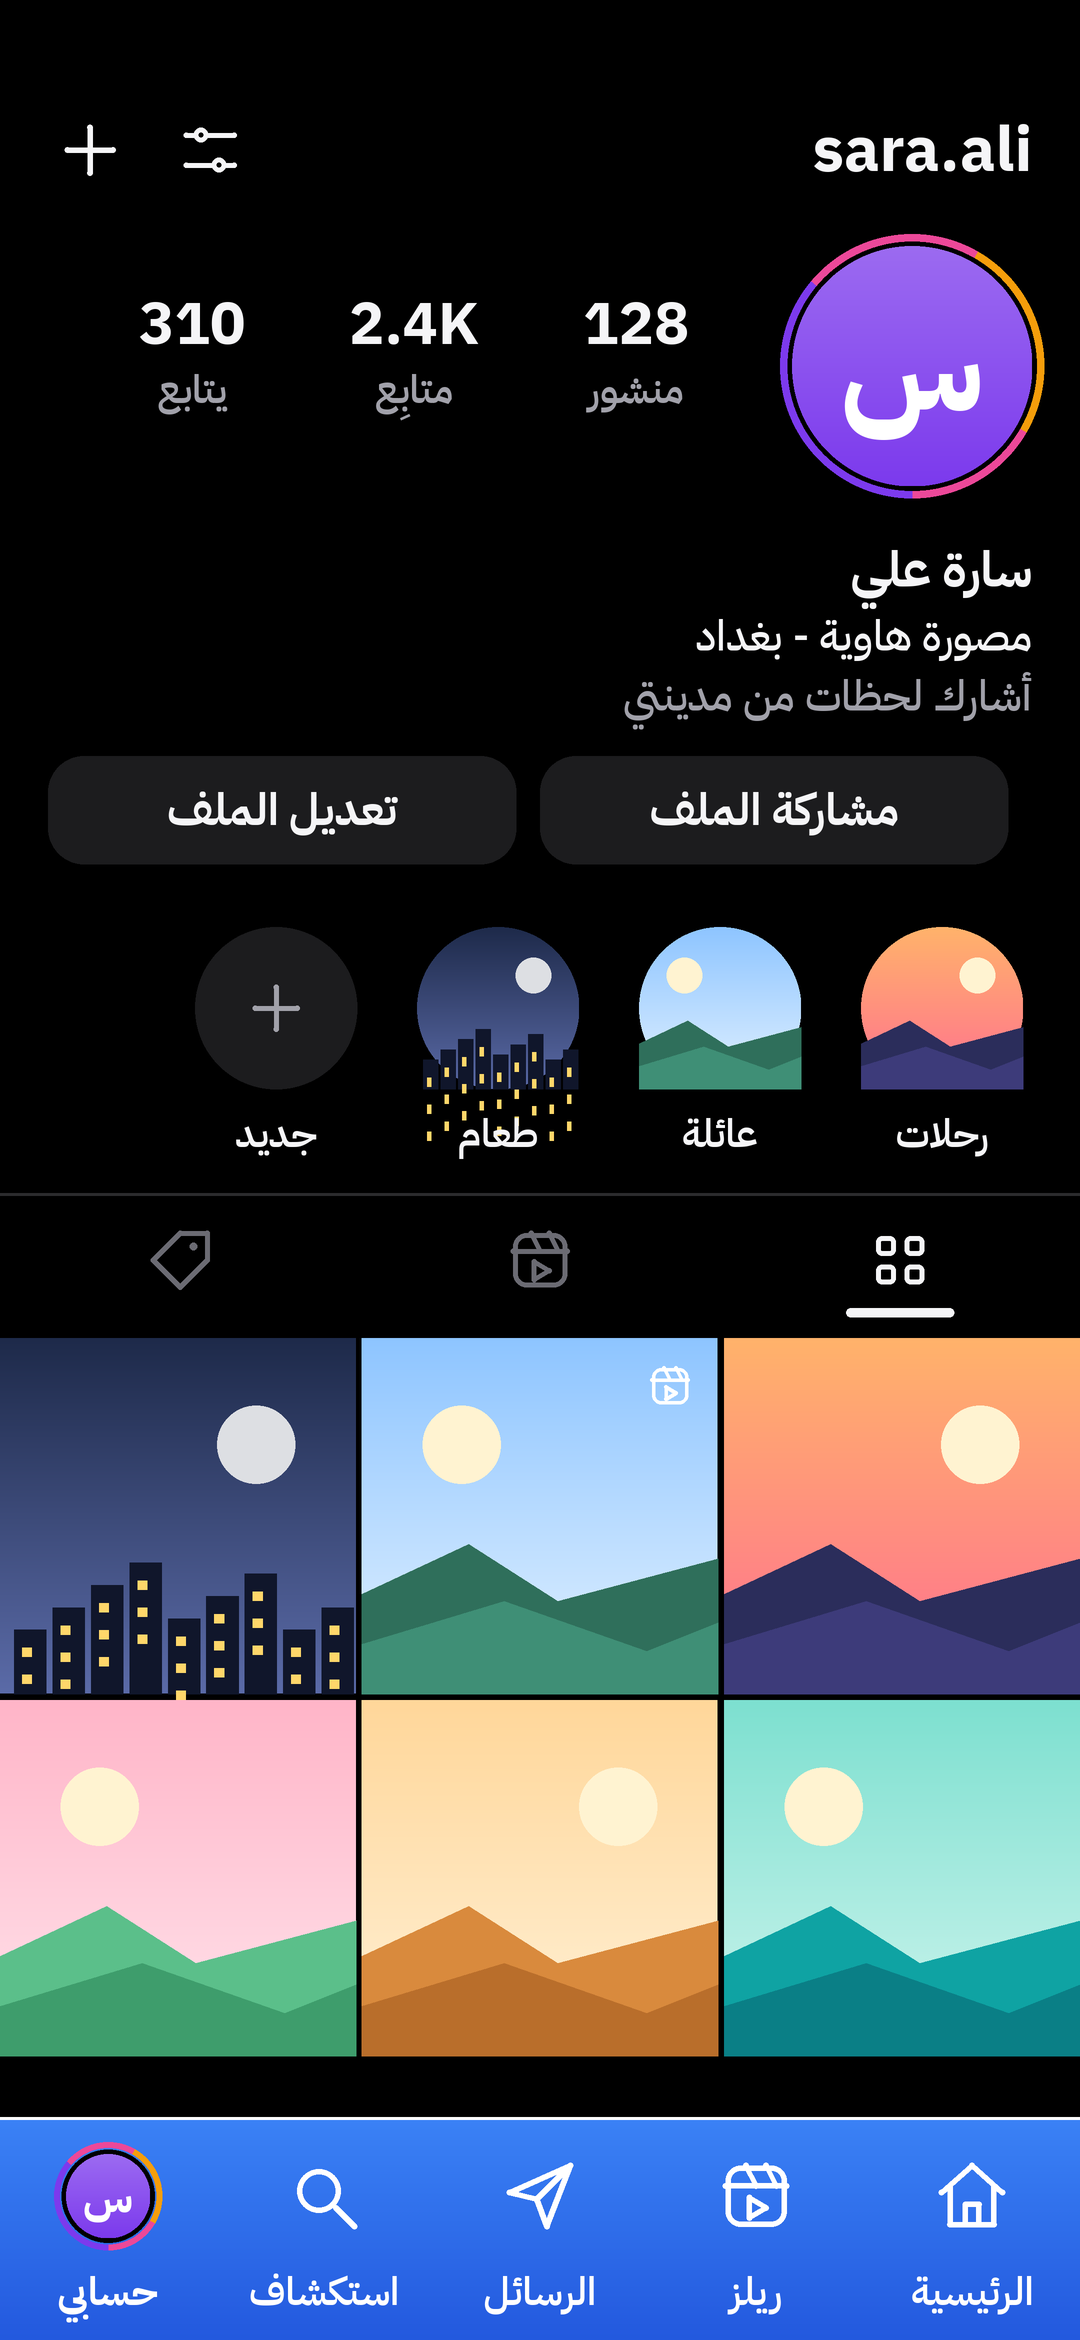 sara.ali
س
128
منشور
2.4K
متابِع
310
يتابع
سارة علي
مصورة هاوية - بغداد
أشارك لحظات من مدينتي
مشاركة الملف
تعديل الملف
رحلات
عائلة
طعام
جديد
الرئيسية
ريلز
الرسائل
استكشاف
س
حسابي